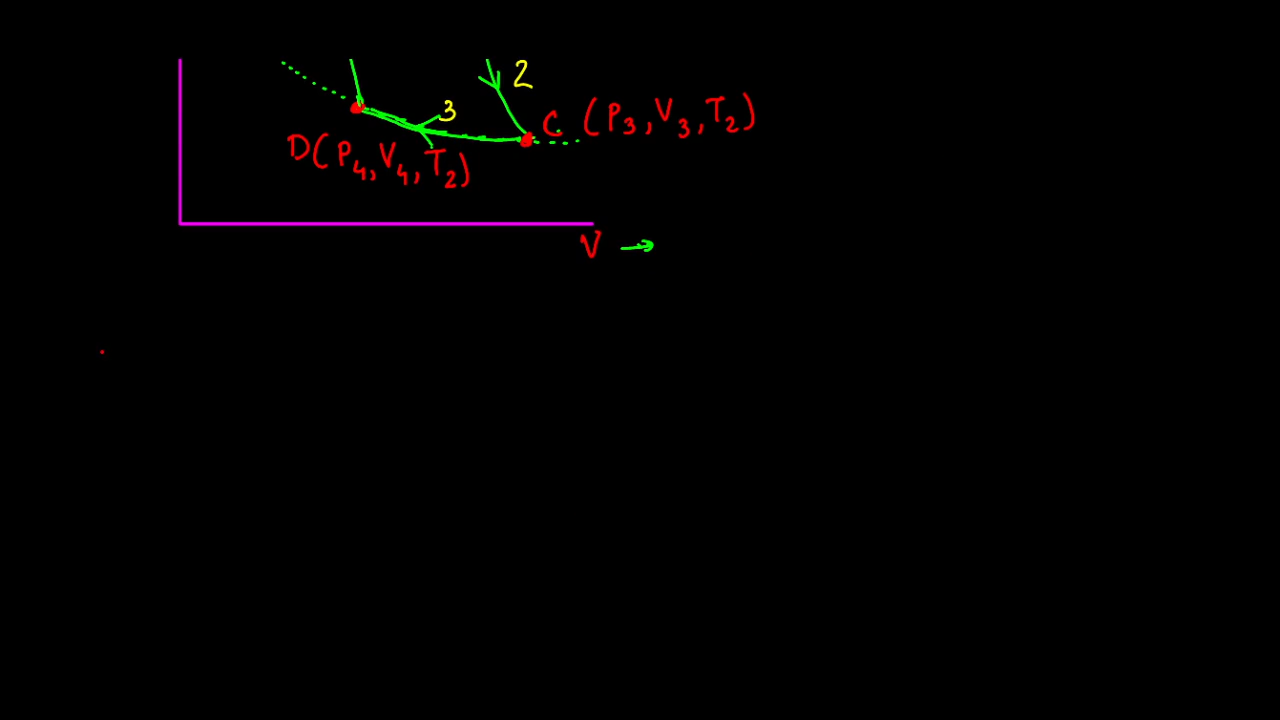 2
3
C (P₃, V₃, T₂)
D(P₄, V₄, T₂)
V →